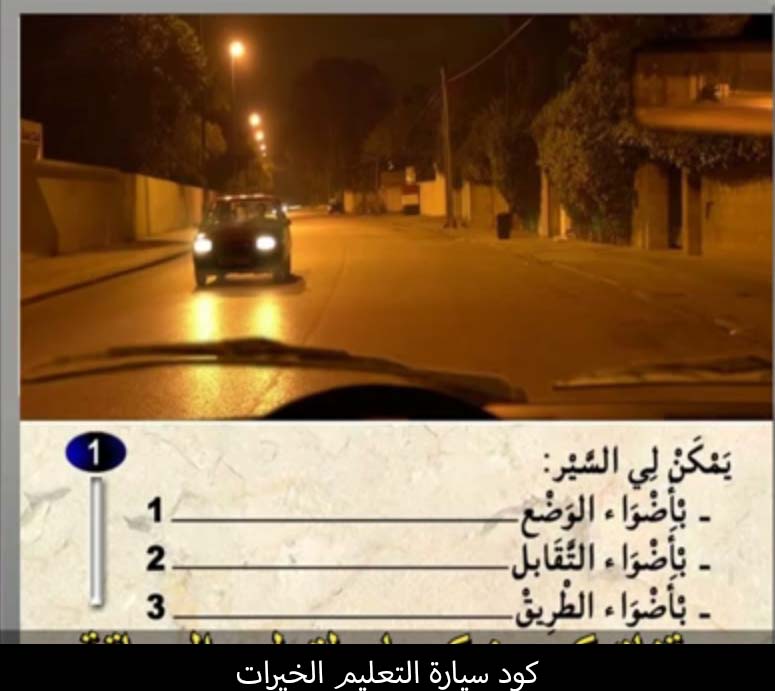 1
يَمْكَنْ لِي السَّيْر:
- بْأَضْوَاء الوَضْع 1
- بْأَضْوَاء التَّقَابل 2
- بْأَضْوَاء الطْرِيقْ 3
كود سيارة التعليم الخيرات